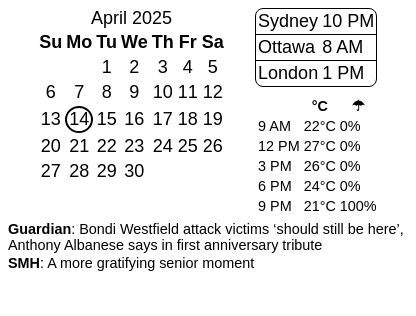 April 2025
Su Mo Tu We Th Fr Sa
1 2 3 4 5
6 7 8 9 10 11 12
13 14 15 16 17 18 19
20 21 22 23 24 25 26
27 28 29 30
Sydney 10 PM
Ottawa 8 AM
London 1 PM
°C ☂
9 AM 22°C 0%
12 PM 27°C 0%
3 PM 26°C 0%
6 PM 24°C 0%
9 PM 21°C 100%
Guardian: Bondi Westfield attack victims ‘should still be here’,
Anthony Albanese says in first anniversary tribute
SMH: A more gratifying senior moment